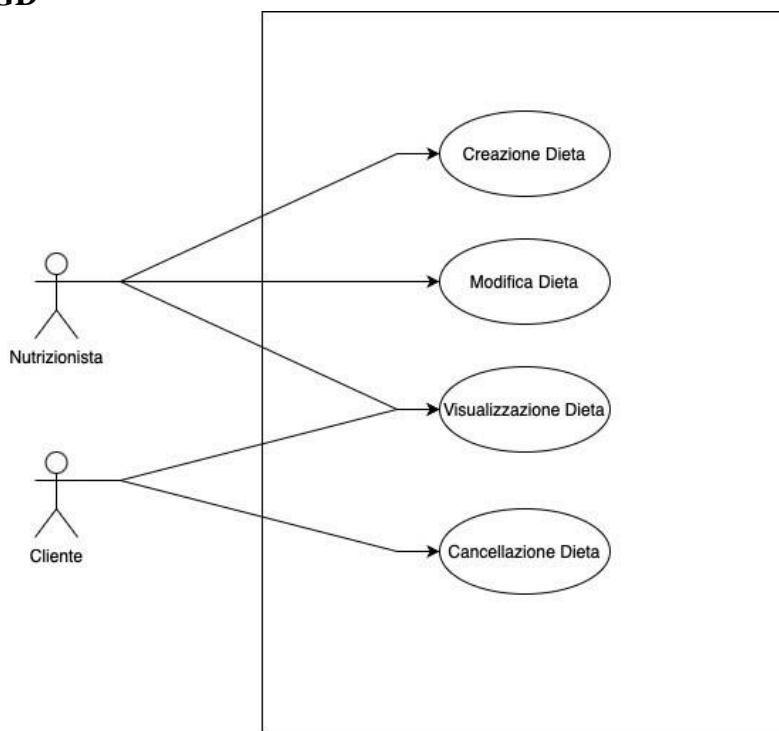 Creazione Dieta
Modifica Dieta
Nutrizionista
Visualizzazione Dieta
Cliente
Cancellazione Dieta